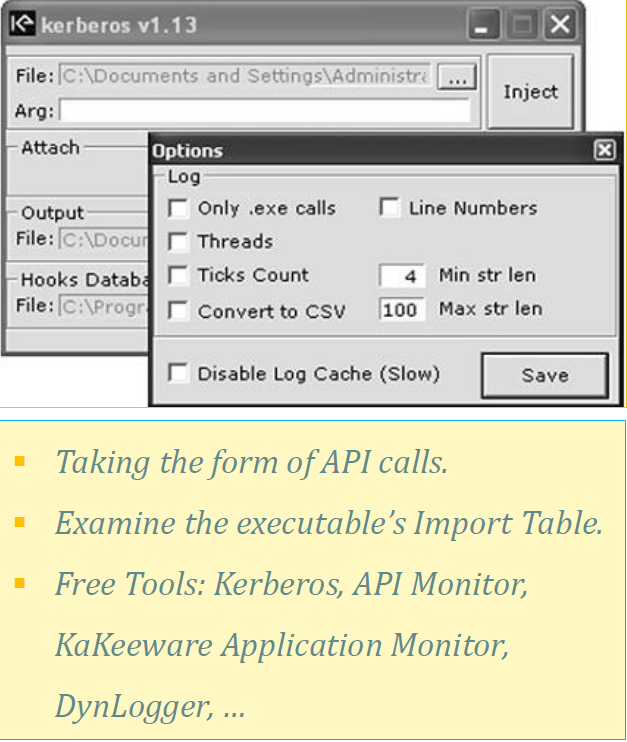 kerberos v1.13
File: C:\Documents and Settings\Administra
...
Inject
Arg:
Attach
Options
Log
Only .exe calls
Line Numbers
Threads
Ticks Count
4 Min str len
Convert to CSV
100 Max str len
Disable Log Cache (Slow)
Save
Output
File: C:\Docur
Hooks Databa
File: C:\Progra
Taking the form of API calls.
Examine the executable's Import Table.
Free Tools: Kerberos, API Monitor,
KaKeeware Application Monitor,
DynLogger, ...